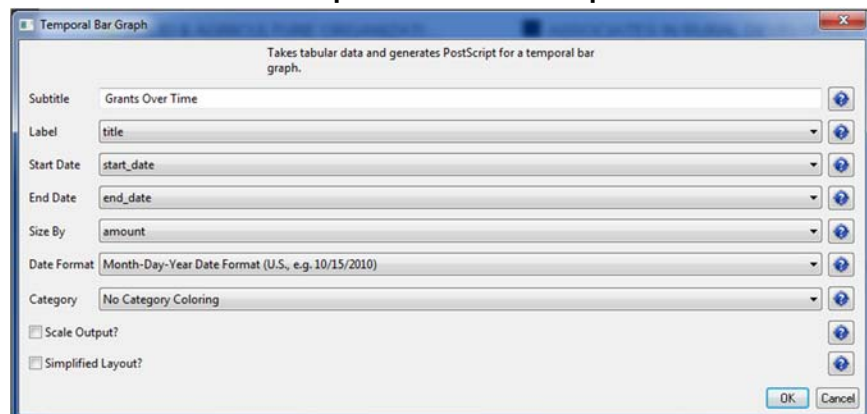 Temporal Bar Graph
Takes tabular data and generates PostScript for a temporal bar
graph.
Subtitle Grants Over Time
Label title
Start Date start_date
End Date end_date
Size By amount
Date Format Month-Day-Year Date Format (U.S., e.g. 10/15/2010)
Category No Category Coloring
Scale Output?
Simplified Layout?
OK Cancel